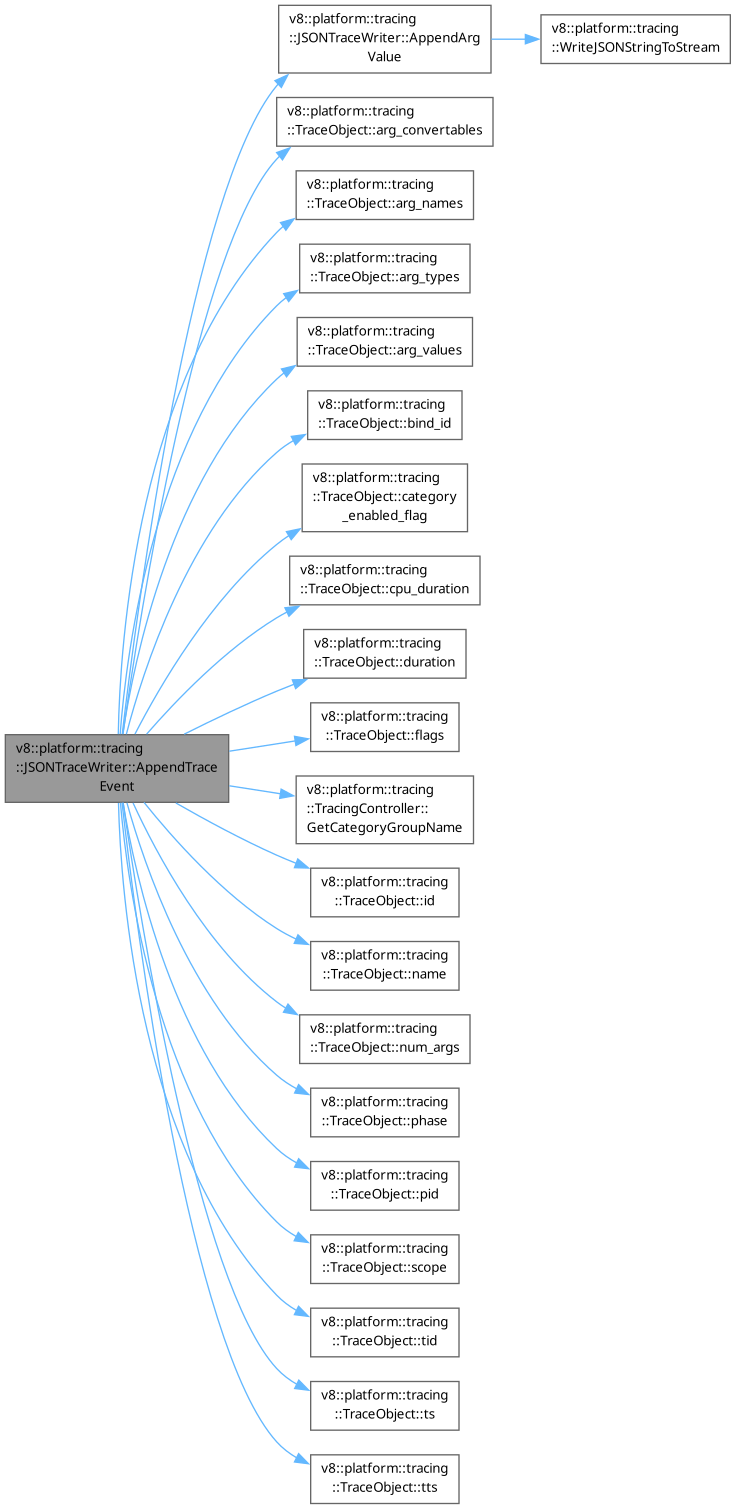 v8::platform::tracing
::JSONTraceWriter::AppendArg
Value
v8::platform::tracing
::WriteJSONStringToStream
v8::platform::tracing
::TraceObject::arg_convertables
v8::platform::tracing
::TraceObject::arg_names
v8::platform::tracing
::TraceObject::arg_types
v8::platform::tracing
::TraceObject::arg_values
v8::platform::tracing
::TraceObject::bind_id
v8::platform::tracing
::TraceObject::category
_enabled_flag
v8::platform::tracing
::TraceObject::cpu_duration
v8::platform::tracing
::TraceObject::duration
v8::platform::tracing
::TraceObject::flags
v8::platform::tracing
::JSONTraceWriter::AppendTrace
Event
v8::platform::tracing
::TracingController::
GetCategoryGroupName
v8::platform::tracing
::TraceObject::id
v8::platform::tracing
::TraceObject::name
v8::platform::tracing
::TraceObject::num_args
v8::platform::tracing
::TraceObject::phase
v8::platform::tracing
::TraceObject::pid
v8::platform::tracing
::TraceObject::scope
v8::platform::tracing
::TraceObject::tid
v8::platform::tracing
::TraceObject::ts
v8::platform::tracing
::TraceObject::tts